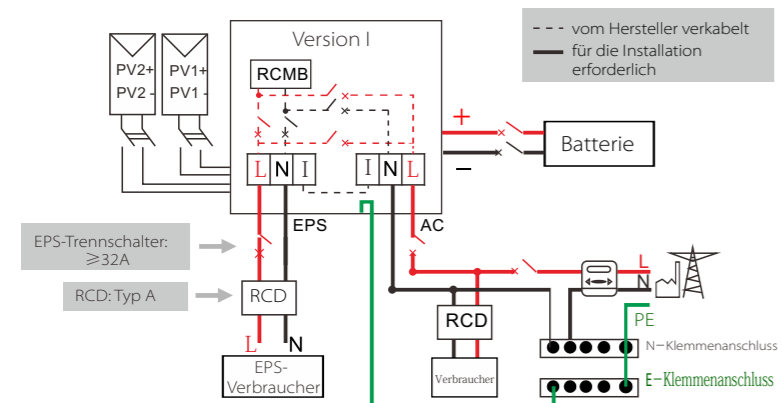 Version I
--- vom Hersteller verkabelt
für die Installation
erforderlich
PV2+
PV2 -
PV1+
PV1 -
RCMB
+
–
Batterie
L N I
I N L
EPS
AC
EPS-Trennschalter:
≥32A
RCD: Typ A
RCD
L N
EPS-
Verbraucher
RCD
Verbraucher
L
N
PE
N–Klemmenanschluss
E–Klemmenanschluss